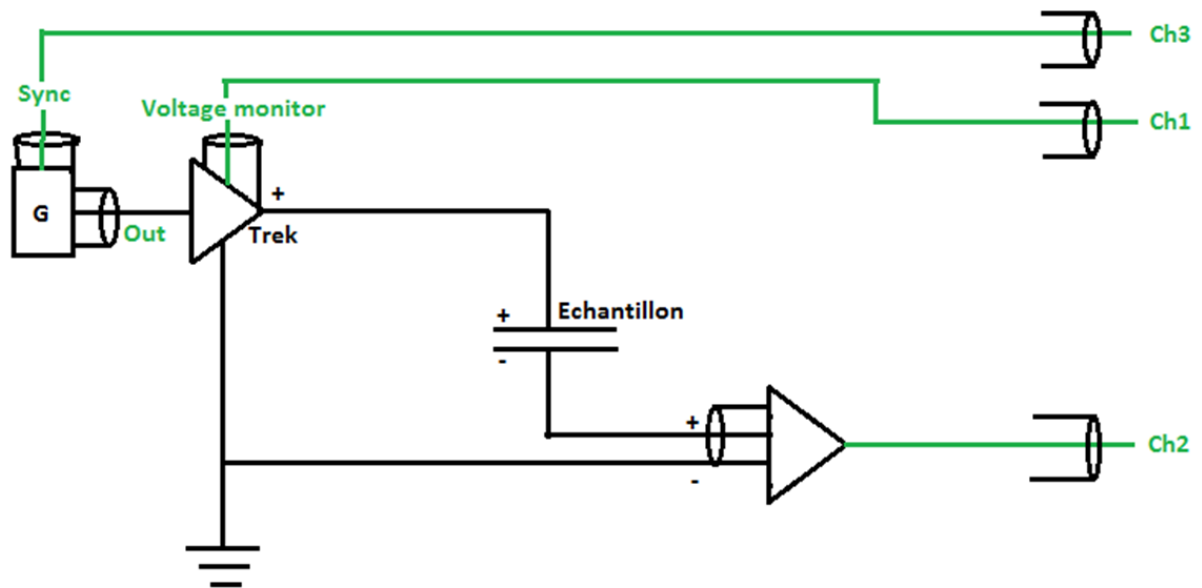 Ch3
Sync
Voltage monitor
Ch1
G
Out
+
Trek
+
Echantillon
-
+
-
Ch2